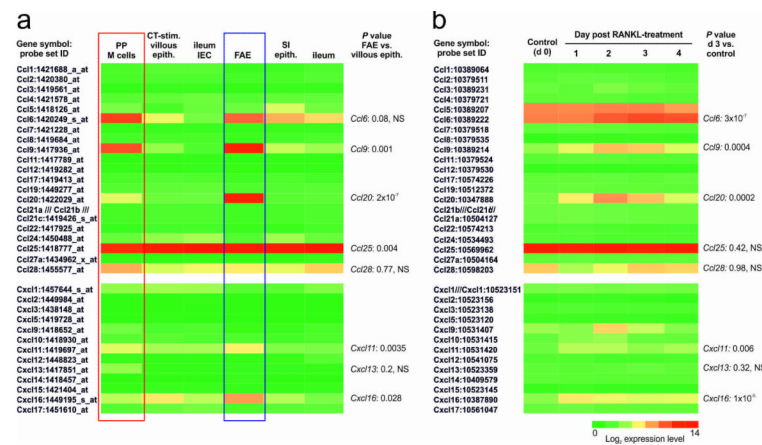 a
Gene symbol:
probe set ID
PP
M cells
CT-stim.
villous
epith.
ileum
IEC
FAE
SI
epith.
ileum
P value
FAE vs.
villous epith.
Ccl1:1421688_a_at
Ccl2:1420380_at
Ccl3:1419561_at
Ccl4:1421578_at
Ccl5:1418126_at
Ccl6:1420249_s_at
Ccl6: 0.08, NS
Ccl7:1421228_at
Ccl8:1419684_at
Ccl9:1417936_at
Ccl9: 0.001
Ccl11:1417789_at
Ccl12:1419282_at
Ccl17:1419413_at
Ccl19:1449277_at
Ccl20:1422029_at
Ccl20: 2x10⁻⁷
Ccl21a /// Ccl21b ///
Ccl21c:1419426_s_at
Ccl22:1417925_at
Ccl24:1450488_at
Ccl25:1418777_at
Ccl25: 0.004
Ccl27a:1434962_x_at
Ccl28:1455577_at
Ccl28: 0.77, NS
Cxcl1:1457644_s_at
Cxcl2:1449984_at
Cxcl3:1438148_at
Cxcl5:1419728_at
Cxcl9:1418652_at
Cxcl10:1418930_at
Cxcl11:1419697_at
Cxcl11: 0.0035
Cxcl12:1448823_at
Cxcl13:1417851_at
Cxcl13: 0.2, NS
Cxcl14:1418457_at
Cxcl15:1421404_at
Cxcl16:1449195_s_at
Cxcl16: 0.028
Cxcl17:1451610_at
b
Gene symbol:
probe set ID
Control
(d 0)
Day post RANKL-treatment
1 2 3 4
P value
d 3 vs.
control
Ccl1:10389064
Ccl2:10379511
Ccl3:10389231
Ccl4:10379721
Ccl5:10389207
Ccl6:10389222
Ccl6: 3x10⁻⁷
Ccl7:10379518
Ccl8:10379535
Ccl9:10389214
Ccl9: 0.0004
Ccl11:10379524
Ccl12:10379530
Ccl17:10574226
Ccl19:10512372
Ccl20:10347888
Ccl20: 0.0002
Ccl21a:10504127
Ccl22:10574213
Ccl24:10534493
Ccl25:10569962
Ccl25: 0.42, NS
Ccl27a:10504164
Ccl28:10598203
Ccl28: 0.98, NS
Cxcl1///Cxcl1:10523151
Cxcl2:10523156
Cxcl3:10523138
Cxcl5:10523120
Cxcl9:10531407
Cxcl10:10531415
Cxcl11:10531420
Cxcl11: 0.006
Cxcl12:10541075
Cxcl13:10523359
Cxcl13: 0.32, NS
Cxcl14:10409579
Cxcl15:10523145
Cxcl16:10387890
Cxcl16:
Cxcl17:10561047
0 14
Log₂ expression level